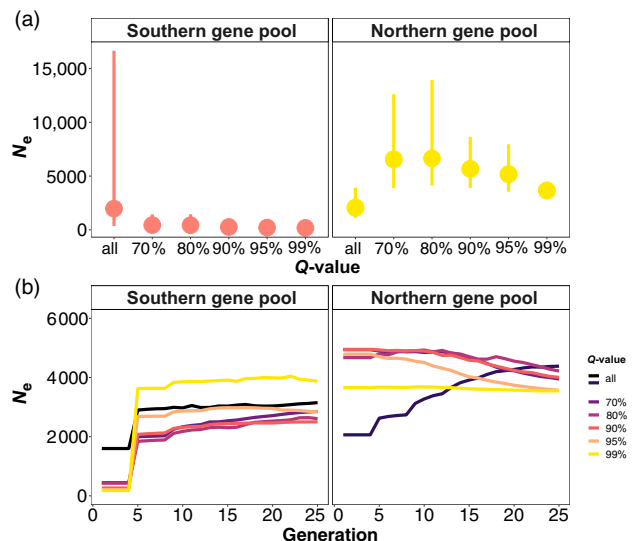 (a)
Southern gene pool Northern gene pool
15,000
10,000
5000
0
Ne
all 70% 80% 90% 95% 99% all 70% 80% 90% 95% 99%
Q-value
(b)
Southern gene pool Northern gene pool
6000
4000
2000
0
Ne
0 5 10 15 20 25 0 5 10 15 20 25
Generation
Q-value
all
70%
80%
90%
95%
99%